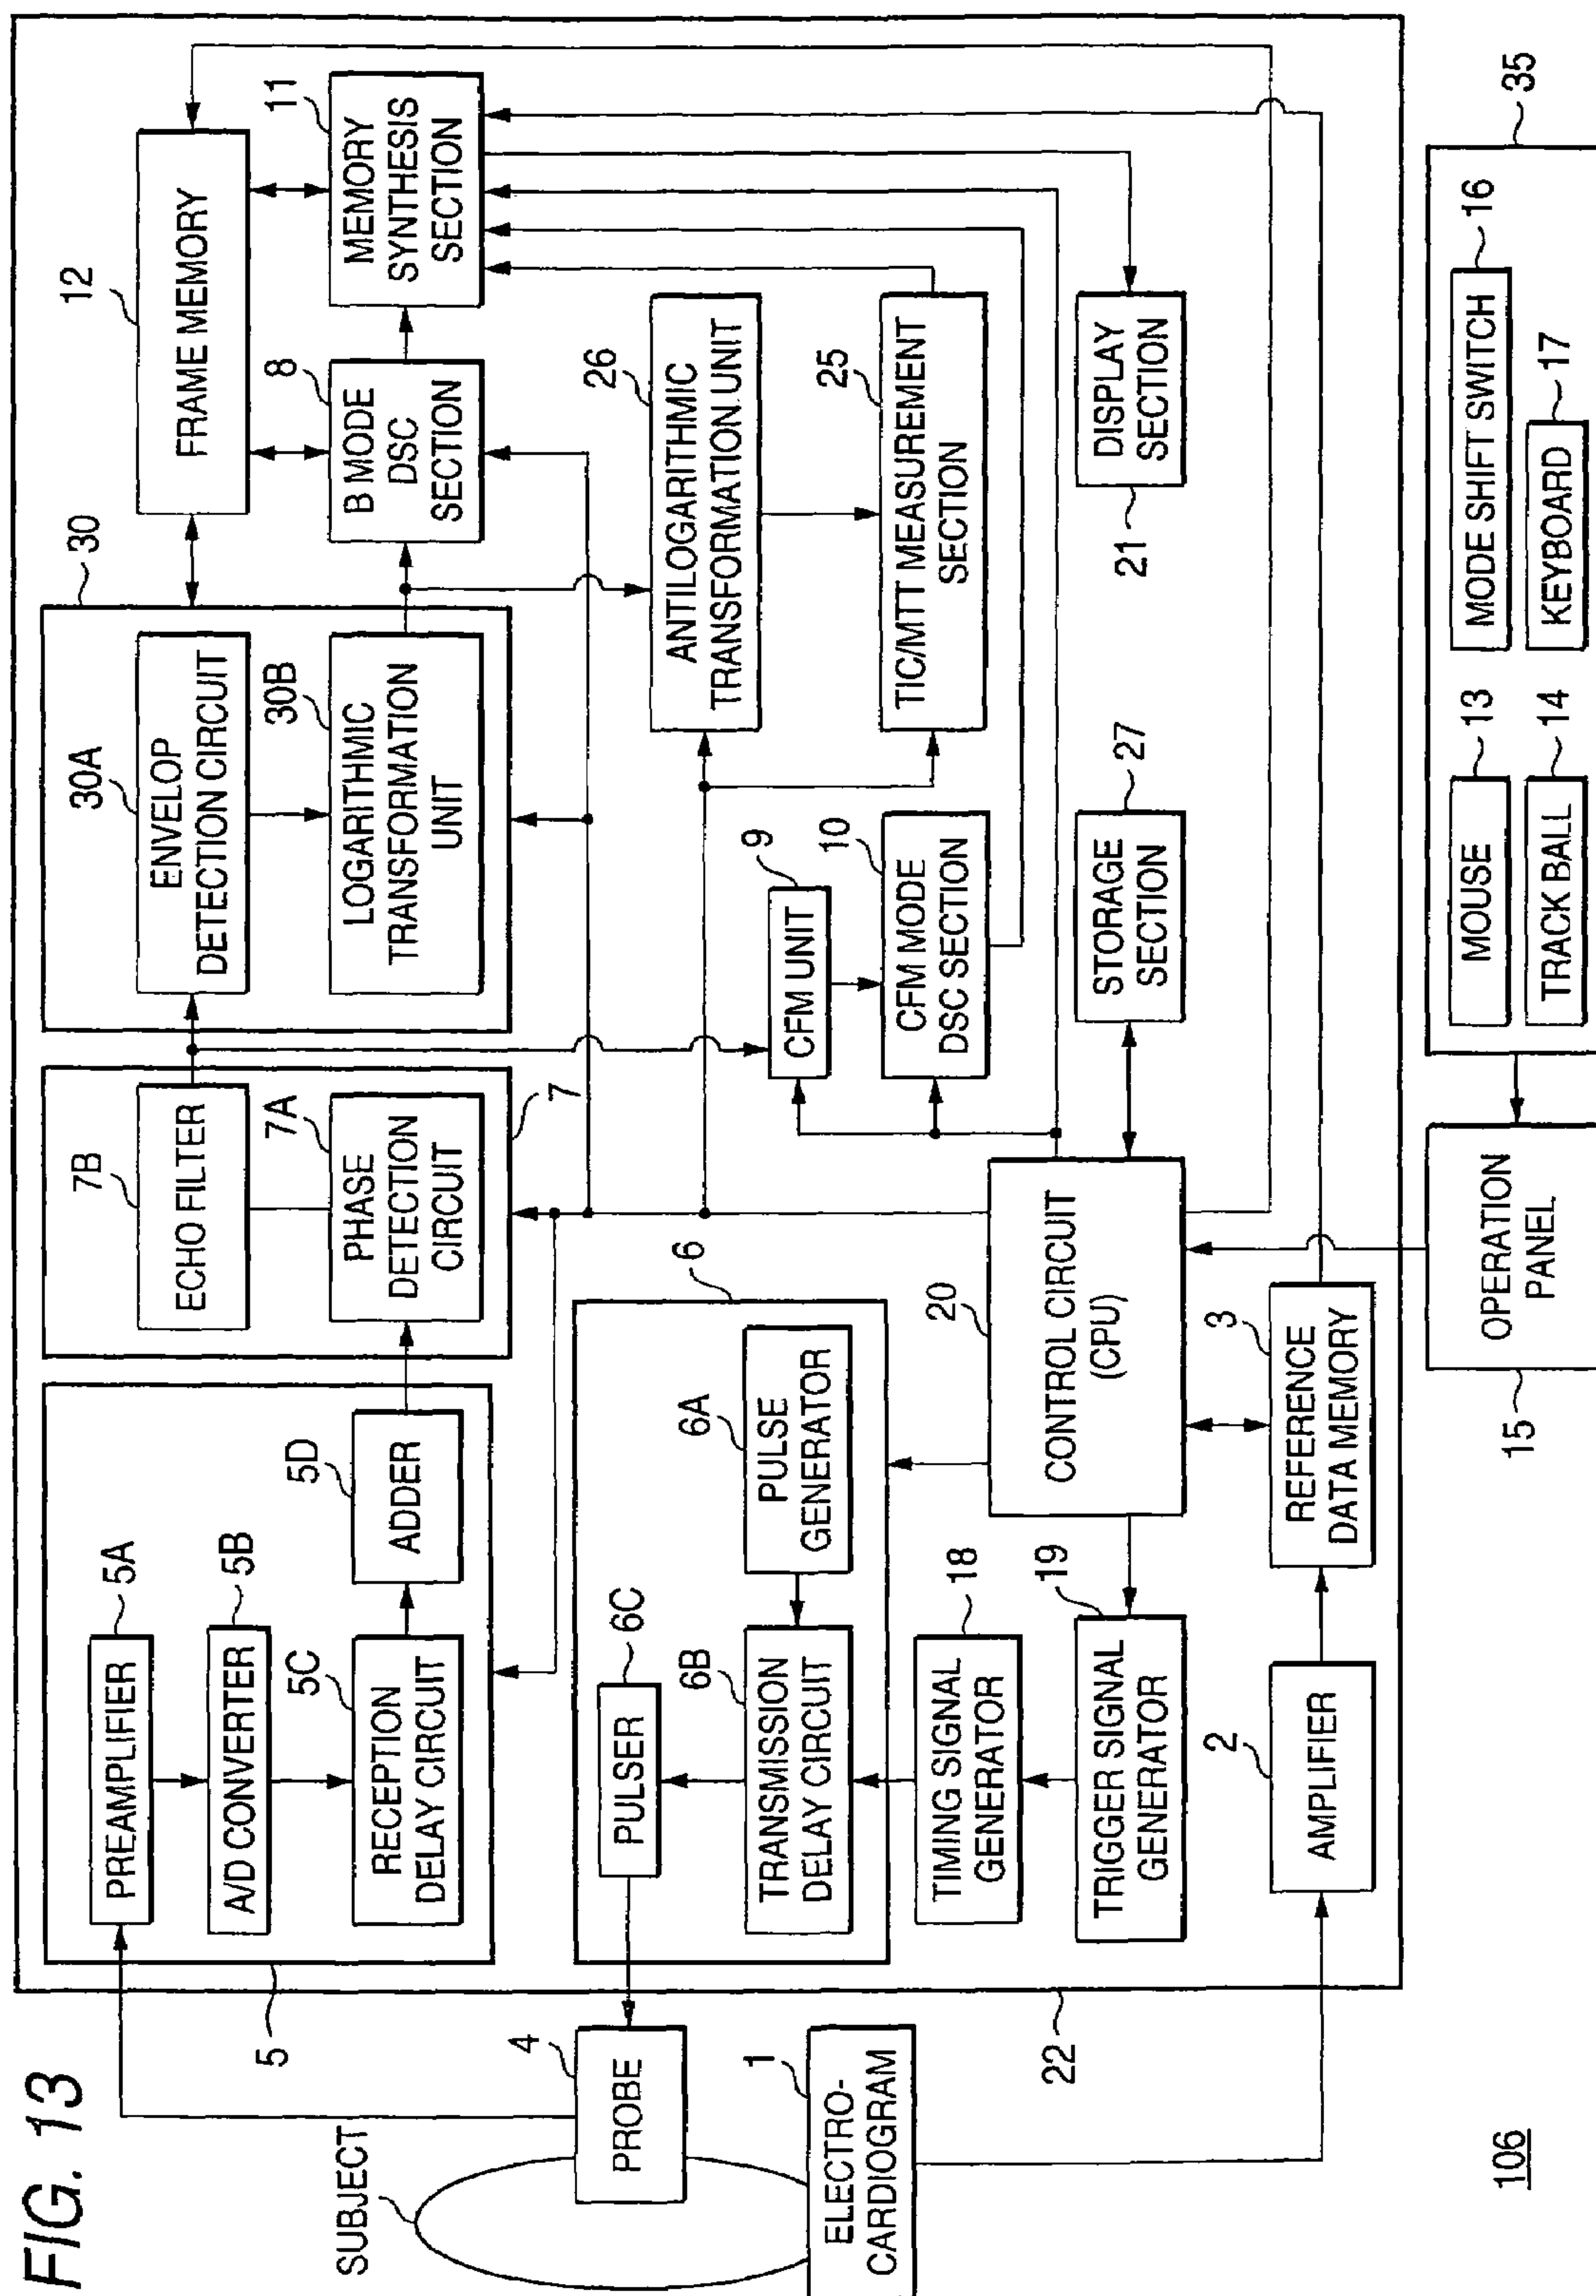 FIG. 13
SUBJECT
PROBE
4
ELECTRO-
CARDIOGRAM
1
106
5
PREAMPLIFIER
5A
A/D CONVERTER
5B
RECEPTION
DELAY CIRCUIT
5C
ADDER
5D
7B
ECHO FILTER
7A
PHASE
DETECTION
CIRCUIT
7
30A
ENVELOP
DETECTION CIRCUIT
30
30B
LOGARITHMIC
TRANSFORMATION
UNIT
12
FRAME MEMORY
8
B MODE
DSC
SECTION
11
MEMORY
SYNTHESIS
SECTION
6
PULSER
6C
6B
TRANSMISSION
DELAY CIRCUIT
6A
PULSE
GENERATOR
9
CFM UNIT
10
CFM MODE
DSC SECTION
26
ANTILOGARITHMIC
TRANSFORMATION UNIT
25
TIC/MTT MEASUREMENT
SECTION
TIMING SIGNAL
GENERATOR
18
TRIGGER SIGNAL
GENERATOR
19
20
CONTROL CIRCUIT
(CPU)
STORAGE
SECTION
27
DISPLAY
SECTION
21
2
AMPLIFIER
3
REFERENCE
DATA MEMORY
22
OPERATION
PANEL
15
MOUSE
13
TRACK BALL
14
MODE SHIFT SWITCH
16
KEYBOARD
17
35